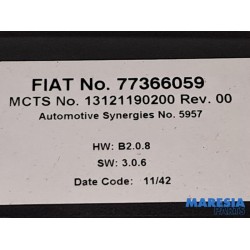 FIAT No. 77366059
MCTS No. 13121190200 Rev. 00
Automotive Synergies No. 5957
HW: B2.0.8
SW: 3.0.6
Date Code: 11/42
MARESIA
PARTS